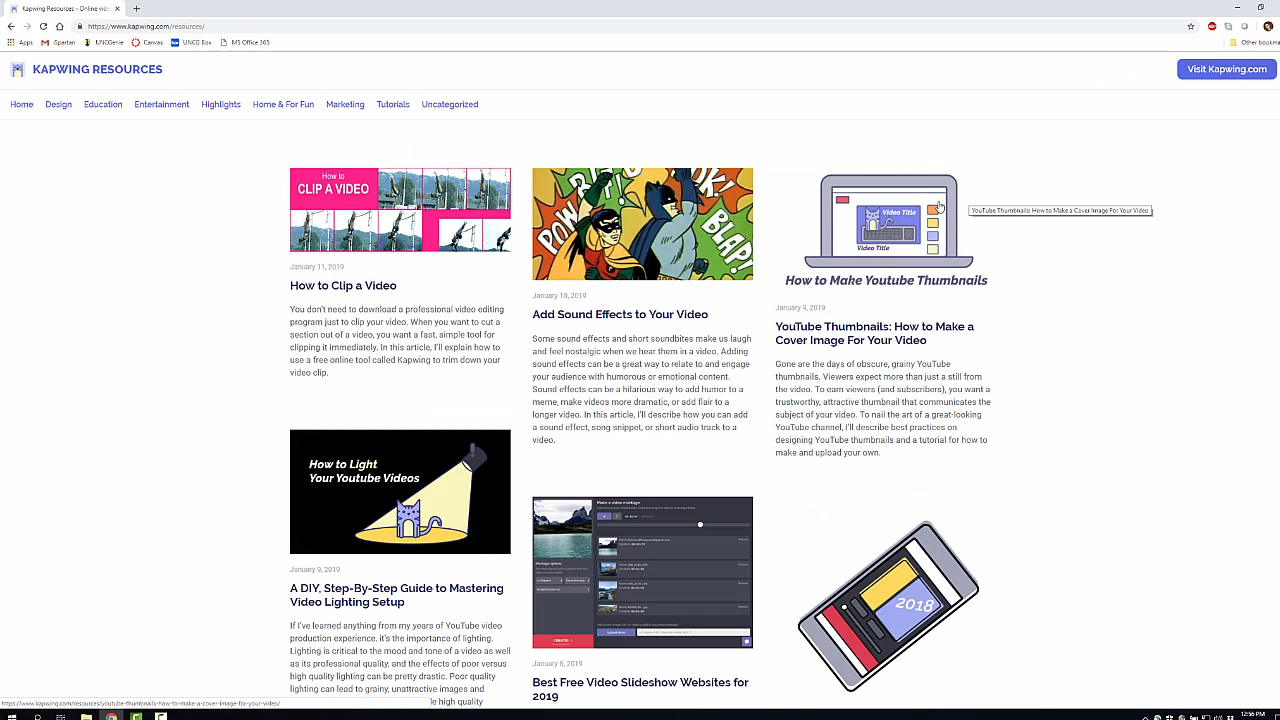 Kapwing Resources - Online vide
https://www.kapwing.com/resources/
Apps
iSpartan
UNCGenie
Canvas
UNCG Box
MS Office 365
Other bookma
KAPWING RESOURCES
Visit Kapwing.com
Home
Design
Education
Entertainment
Highlights
Home & For Fun
Marketing
Tutorials
Uncategorized
How to
CLIP A VIDEO
January 11, 2019
How to Clip a Video
You don't need to download a professional video editing
program just to clip your video. When you want to cut a
section out of a video, you want a fast, simple tool for
clipping it immediately. In this article, I'll explain how to
use a free online tool called Kapwing to trim down your
video clip.
POW
BLAP!
January 10, 2019
Add Sound Effects to Your Video
Some sound effects and short soundbites make us laugh
and feel nostalgic when we hear them in a video. Adding
sound effects can be a great way to relate to and engage
your audience with humorous or emotional content.
Sound effects can be a hilarious way to add humor to a
meme, make videos more dramatic, or add flair to a
longer video. In this article, I'll describe how you can add
a sound effect, song snippet, or short audio track to a
video.
Video Title
Video Title
How to Make Youtube Thumbnails
YouTube Thumbnails: How to Make a Cover Image For Your Video
January 9, 2019
YouTube Thumbnails: How to Make a
Cover Image For Your Video
Gone are the days of obscure, grainy YouTube
thumbnails. Viewers expect more than just a still from
the video. To earn viewers (and subscribers), you want a
trustworthy, attractive thumbnail that communicates the
subject of your video. To nail the art of a great-looking
YouTube channel, I'll describe best practices on
designing YouTube thumbnails and a tutorial for how to
make and upload your own.
How to Light
Your Youtube Videos
January 9, 2019
A DIY, Step-By-Step Guide to Mastering
Video Lighting Setup
If I've learned anything from my years of YouTube video
production experience, it is the importance of lighting.
Lighting is critical to the mood and tone of a video as well
as its professional quality, and the effects of poor versus
high quality lighting can be pretty drastic. Poor quality
lighting can lead to grainy, unattractive images and
le high quality
Make a video montage
Montage options
CREATE!
Upload More!
January 8, 2019
Best Free Video Slideshow Websites for
2019
2018
https://www.kapwing.com/resources/youtube-thumbnails-how-to-make-a-cover-image-for-your-video/
12:56 PM